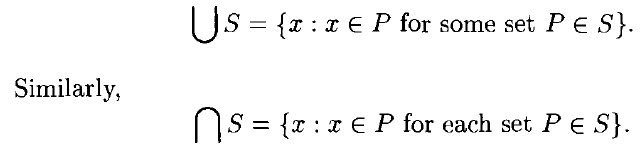 ⋃ S = {x : x ∈ P for some set P ∈ S}.
Similarly,
⋂ S = {x : x ∈ P for each set P ∈ S}.